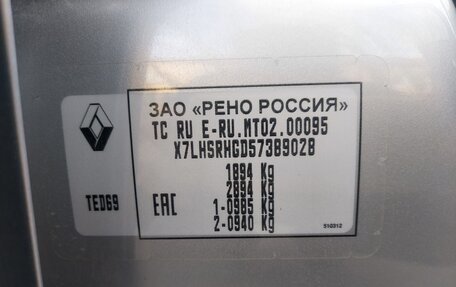 ЗАО «РЕНО РОССИЯ»
TC RU E-RU.MT02.00095
X7LHSRHGD57389028
1894 Kg
2894 Kg
1-0985 Kg
2-0940 Kg
TED69
EAC
510312